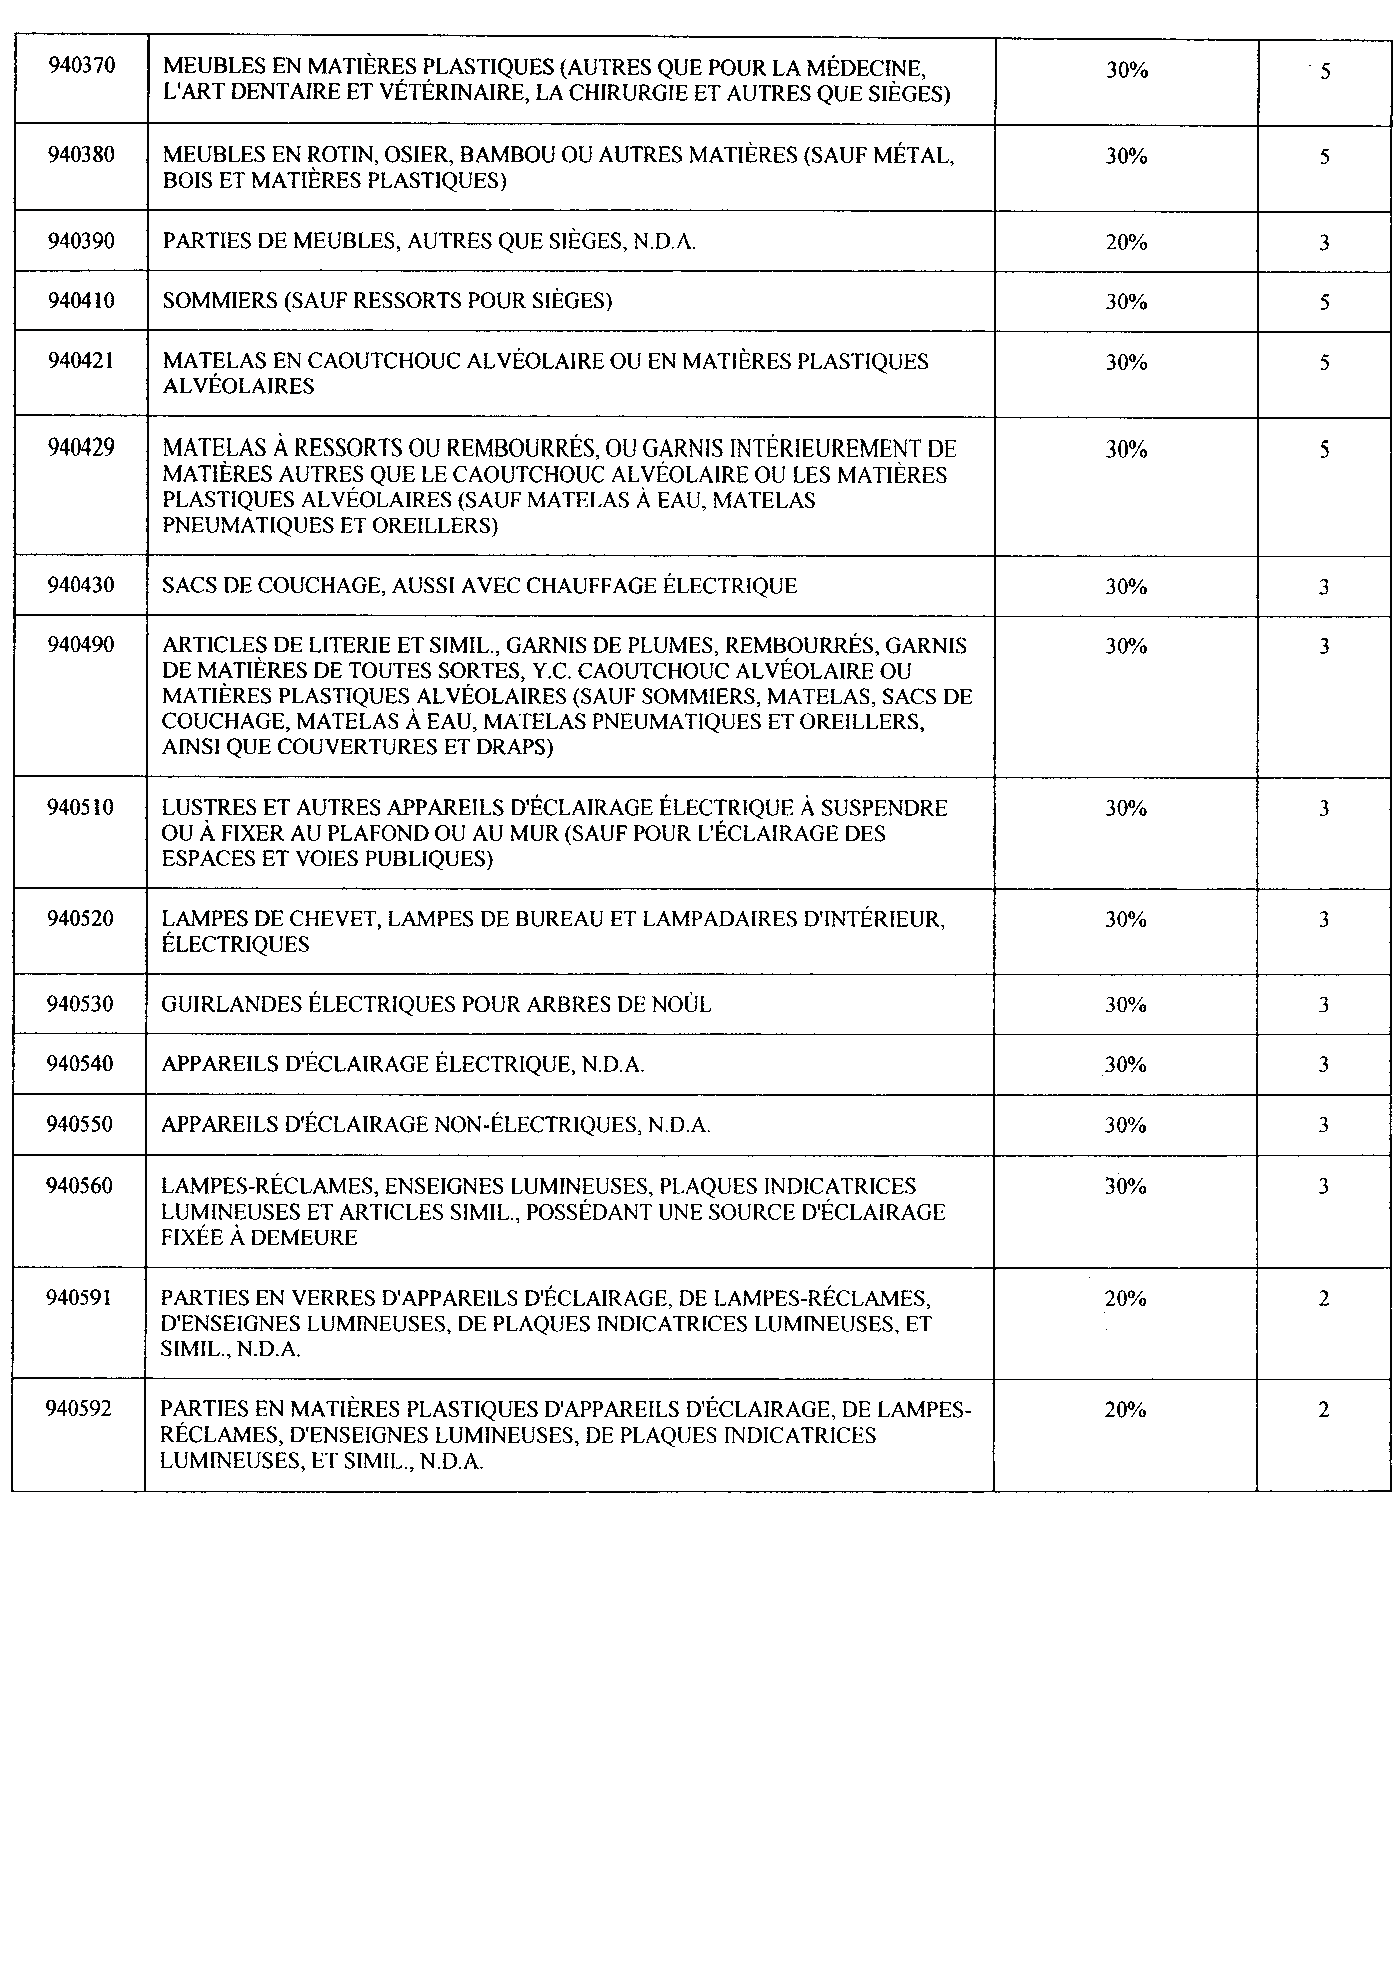 940370 MEUBLES EN MATIÈRES PLASTIQUES (AUTRES QUE POUR LA MÉDECINE, 30% 5
L'ART DENTAIRE ET VÉTÉRINAIRE, LA CHIRURGIE ET AUTRES QUE SIÈGES)
940380 MEUBLES EN ROTIN, OSIER, BAMBOU OU AUTRES MATIÈRES (SAUF MÉTAL, 30% 5
BOIS ET MATIÈRES PLASTIQUES)
940390 PARTIES DE MEUBLES, AUTRES QUE SIÈGES, N.D.A. 20% 3
940410 SOMMIERS (SAUF RESSORTS POUR SIÈGES) 30% 5
940421 MATELAS EN CAOUTCHOUC ALVÉOLAIRE OU EN MATIÈRES PLASTIQUES 30% 5
ALVÉOLAIRES
940429 MATELAS À RESSORTS OU REMBOURRÉS, OU GARNIS INTÉRIEUREMENT DE 30% 5
MATIÈRES AUTRES QUE LE CAOUTCHOUC ALVÉOLAIRE OU LES MATIÈRES
PLASTIQUES ALVÉOLAIRES (SAUF MATELAS À EAU, MATELAS
PNEUMATIQUES ET OREILLERS)
940430 SACS DE COUCHAGE, AUSSI AVEC CHAUFFAGE ÉLECTRIQUE 30% 3
940490 ARTICLES DE LITERIE ET SIMIL., GARNIS DE PLUMES, REMBOURRÉS, GARNIS 30% 3
DE MATIÈRES DE TOUTES SORTES, Y.C. CAOUTCHOUC ALVÉOLAIRE OU
MATIÈRES PLASTIQUES ALVÉOLAIRES (SAUF SOMMIERS, MATELAS, SACS DE
COUCHAGE, MATELAS À EAU, MATELAS PNEUMATIQUES ET OREILLERS,
AINSI QUE COUVERTURES ET DRAPS)
940510 LUSTRES ET AUTRES APPAREILS D'ÉCLAIRAGE ÉLECTRIQUE À SUSPENDRE 30% 3
OU À FIXER AU PLAFOND OU AU MUR (SAUF POUR L'ÉCLAIRAGE DES
ESPACES ET VOIES PUBLIQUES)
940520 LAMPES DE CHEVET, LAMPES DE BUREAU ET LAMPADAIRES D'INTÉRIEUR, 30% 3
ÉLECTRIQUES
940530 GUIRLANDES ÉLECTRIQUES POUR ARBRES DE NOÙL 30% 3
940540 APPAREILS D'ÉCLAIRAGE ÉLECTRIQUE, N.D.A. 30% 3
940550 APPAREILS D'ÉCLAIRAGE NON-ÉLECTRIQUES, N.D.A. 30% 3
940560 LAMPES-RÉCLAMES, ENSEIGNES LUMINEUSES, PLAQUES INDICATRICES 30% 3
LUMINEUSES ET ARTICLES SIMIL., POSSÉDANT UNE SOURCE D'ÉCLAIRAGE
FIXÉE À DEMEURE
940591 PARTIES EN VERRES D'APPAREILS D'ÉCLAIRAGE, DE LAMPES-RÉCLAMES, 20% 2
D'ENSEIGNES LUMINEUSES, DE PLAQUES INDICATRICES LUMINEUSES, ET
SIMIL., N.D.A.
940592 PARTIES EN MATIÈRES PLASTIQUES D'APPAREILS D'ÉCLAIRAGE, DE LAMPES- 20% 2
RÉCLAMES, D'ENSEIGNES LUMINEUSES, DE PLAQUES INDICATRICES
LUMINEUSES, ET SIMIL., N.D.A.